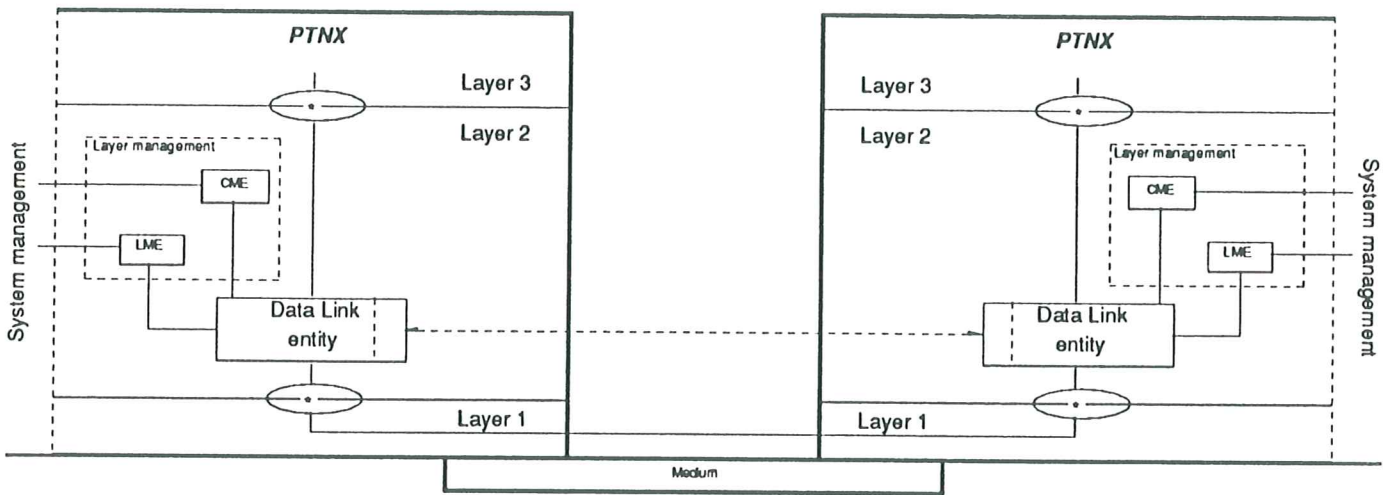 PTNX
Layer 3
Layer 2
Layer management
CME
LME
System management
Data Link
entity
Layer 1
PTNX
Layer 3
Layer 2
Layer management
CME
LME
System management
Data Link
entity
Layer 1
Medium